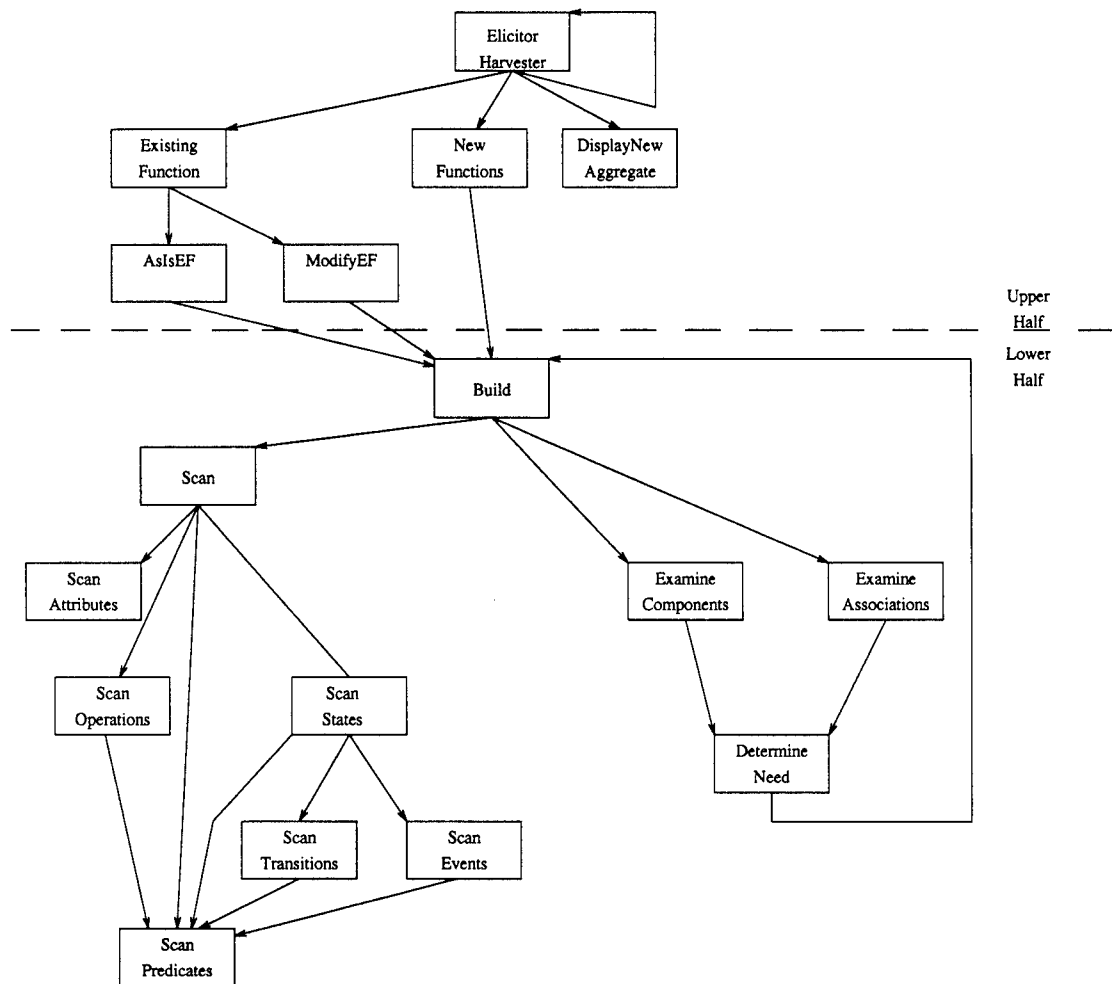 Elicitor
Harvester
Existing
Function
New
Functions
DisplayNew
Aggregate
AsIsEF
ModifyEF
Upper
Half
Lower
Half
Build
Scan
Scan
Attributes
Examine
Components
Examine
Associations
Scan
Operations
Scan
States
Determine
Need
Scan
Transitions
Scan
Events
Scan
Predicates